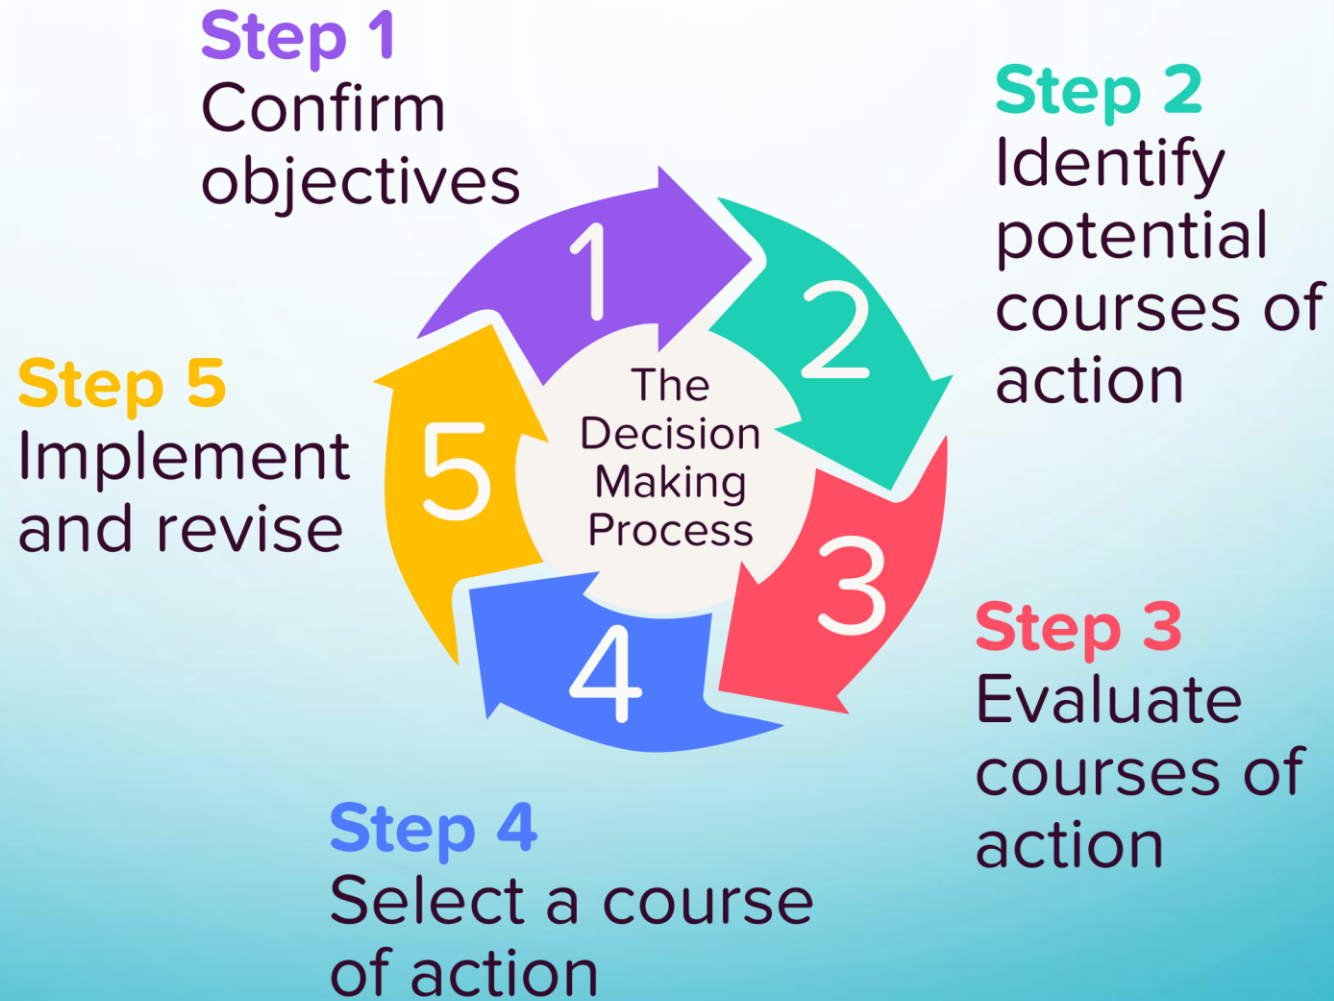 Step 1
Confirm
objectives
Step 2
Identify
potential
courses of
action
Step 3
Evaluate
courses of
action
Step 4
Select a course
of action
Step 5
Implement
and revise
1
2
3
4
5
The
Decision
Making
Process